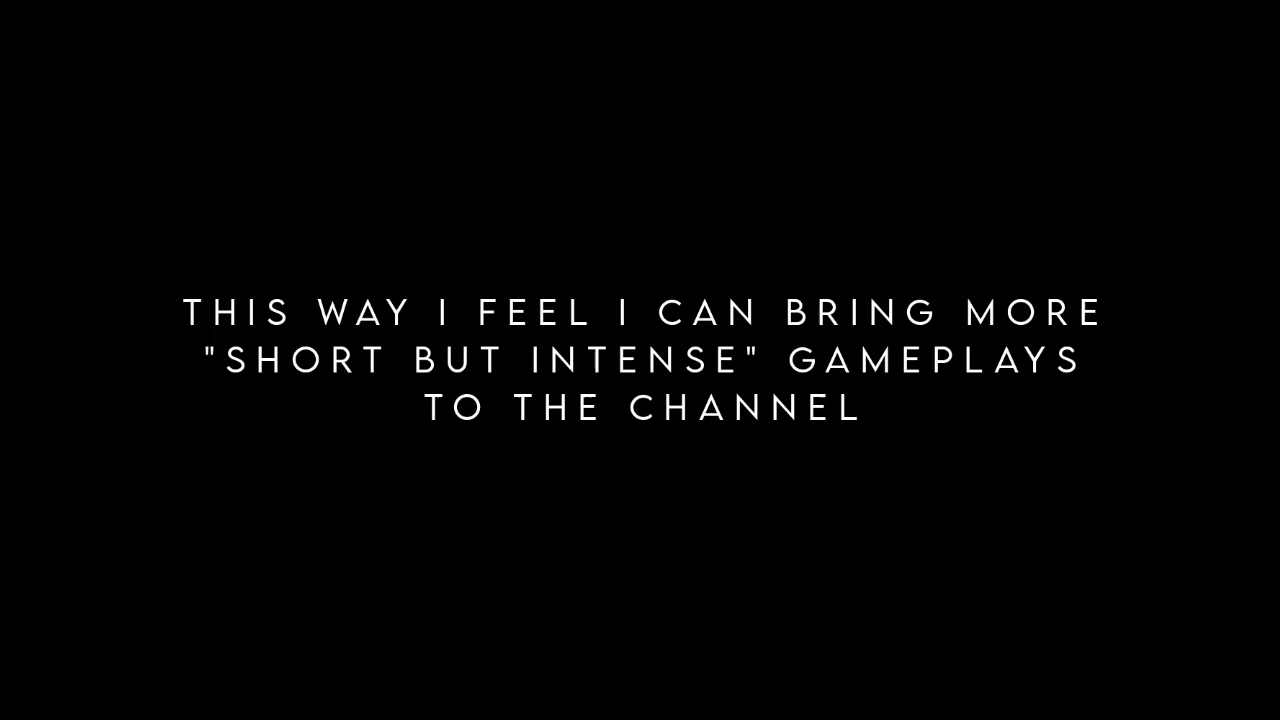 THIS WAY I FEEL I CAN BRING MORE
"SHORT BUT INTENSE" GAMEPLAYS
TO THE CHANNEL